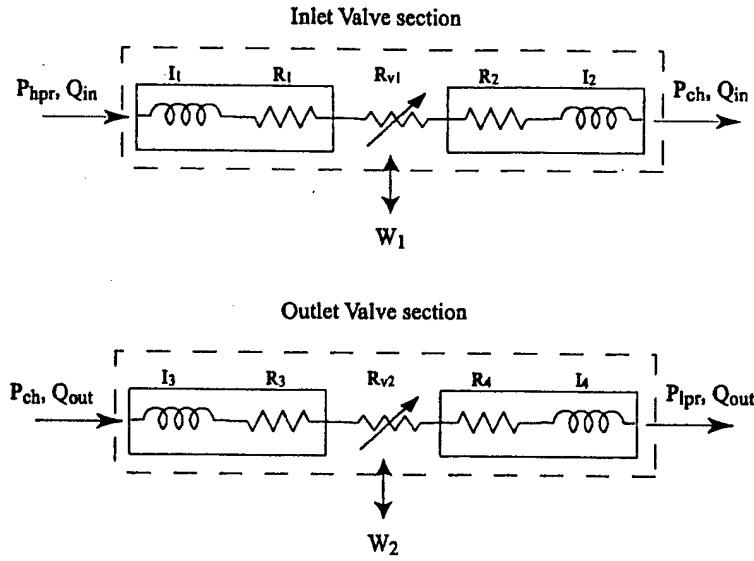 Inlet Valve section
I1 R1 Rv1 R2 I2
Phpr, Qin
Pch, Qin
W1
Outlet Valve section
I3 R3 Rv2 R4 I4
Pch, Qout
Plpr, Qout
W2